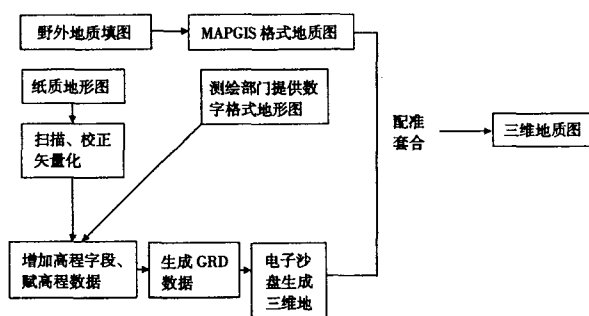 野外地质填图
MAPGIS 格式地质图
纸质地形图
测绘部门提供数
字格式地形图
扫描、校正
矢量化
配准
套合
三维地质图
增加高程字段、
赋高程数据
生成 GRD
数据
电子沙
盘生成
三维地